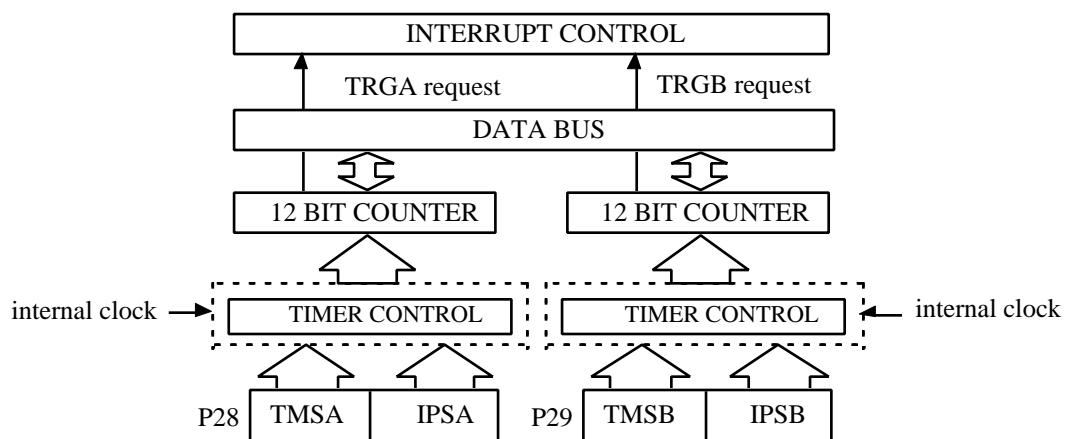 INTERRUPT CONTROL
TRGA request
TRGB request
DATA BUS
12 BIT COUNTER
12 BIT COUNTER
internal clock
TIMER CONTROL
TIMER CONTROL
internal clock
P28
TMSA
IPSA
P29
TMSB
IPSB